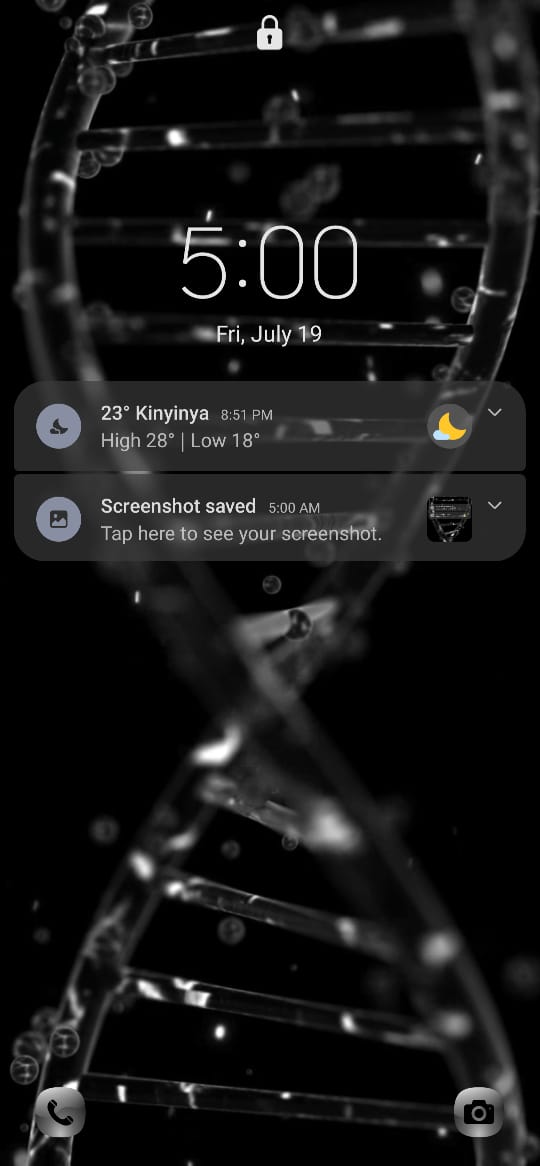 5:00
Fri, July 19
23° Kinyinya 8:51 PM
High 28° | Low 18°
Screenshot saved 5:00 AM
Tap here to see your screenshot.